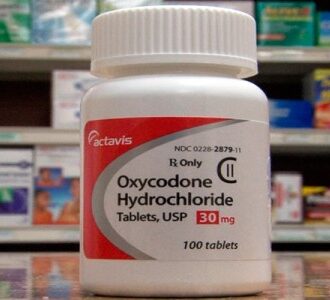 actavis
NDC 0228-2879-11
Rx Only
CII
Oxycodone
Hydrochloride
Tablets, USP 30 mg
100 tablets